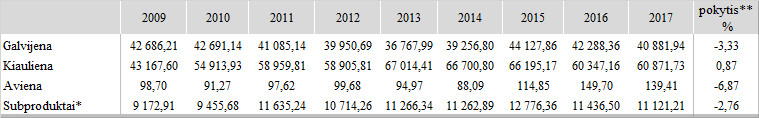 2009 2010 2011 2012 2013 2014 2015 2016 2017 pokytis** %
Galvijena 42 686,21 42 691,14 41 085,14 39 950,69 36 767,99 39 256,80 44 127,86 42 288,36 40 881,94 -3,33
Kiauliena 43 167,60 54 913,93 58 959,81 58 905,81 67 014,41 66 700,80 66 195,17 60 347,16 60 871,73 0,87
Aviena 98,70 91,27 97,62 99,68 94,97 88,09 114,85 149,70 139,41 -6,87
Subproduktai* 9 172,91 9 455,68 11 635,24 10 714,26 11 266,34 11 262,89 12 776,36 11 436,50 11 121,21 -2,76